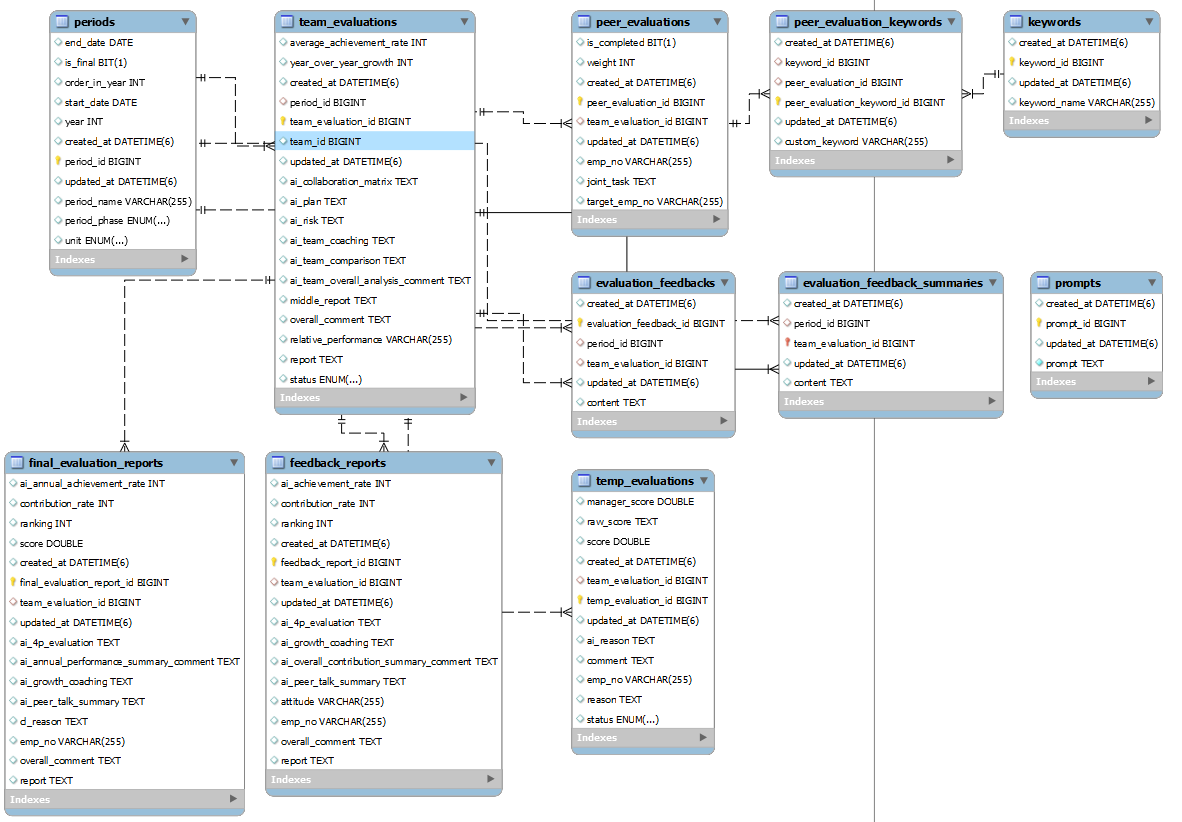 periods
end_date DATE
is_final BIT(1)
order_in_year INT
start_date DATE
year INT
created_at DATETIME(6)
period_id BIGINT
updated_at DATETIME(6)
period_name VARCHAR(255)
period_phase ENUM(...)
unit ENUM(...)
Indexes
team_evaluations
average_achievement_rate INT
year_over_year_growth INT
created_at DATETIME(6)
period_id BIGINT
team_evaluation_id BIGINT
team_id BIGINT
updated_at DATETIME(6)
ai_collaboration_matrix TEXT
ai_plan TEXT
ai_risk TEXT
ai_team_coaching TEXT
ai_team_comparison TEXT
ai_team_overall_analysis_comment TEXT
middle_report TEXT
overall_comment TEXT
relative_performance VARCHAR(255)
report TEXT
status ENUM(...)
Indexes
peer_evaluations
is_completed BIT(1)
weight INT
created_at DATETIME(6)
peer_evaluation_id BIGINT
team_evaluation_id BIGINT
updated_at DATETIME(6)
emp_no VARCHAR(255)
joint_task TEXT
target_emp_no VARCHAR(255)
Indexes
peer_evaluation_keywords
created_at DATETIME(6)
keyword_id BIGINT
peer_evaluation_id BIGINT
peer_evaluation_keyword_id BIGINT
updated_at DATETIME(6)
custom_keyword VARCHAR(255)
Indexes
keywords
created_at DATETIME(6)
keyword_id BIGINT
updated_at DATETIME(6)
keyword_name VARCHAR(255)
Indexes
evaluation_feedbacks
created_at DATETIME(6)
evaluation_feedback_id BIGINT
period_id BIGINT
team_evaluation_id BIGINT
updated_at DATETIME(6)
content TEXT
Indexes
evaluation_feedback_summaries
created_at DATETIME(6)
period_id BIGINT
team_evaluation_id BIGINT
updated_at DATETIME(6)
content TEXT
Indexes
prompts
created_at DATETIME(6)
prompt_id BIGINT
updated_at DATETIME(6)
prompt TEXT
Indexes
final_evaluation_reports
ai_annual_achievement_rate INT
contribution_rate INT
ranking INT
score DOUBLE
created_at DATETIME(6)
final_evaluation_report_id BIGINT
team_evaluation_id BIGINT
updated_at DATETIME(6)
ai_4p_evaluation TEXT
ai_annual_performance_summary_comment TEXT
ai_growth_coaching TEXT
ai_peer_talk_summary TEXT
cl_reason TEXT
emp_no VARCHAR(255)
overall_comment TEXT
report TEXT
Indexes
feedback_reports
ai_achievement_rate INT
contribution_rate INT
ranking INT
created_at DATETIME(6)
feedback_report_id BIGINT
team_evaluation_id BIGINT
updated_at DATETIME(6)
ai_4p_evaluation TEXT
ai_growth_coaching TEXT
ai_overall_contribution_summary_comment TEXT
ai_peer_talk_summary TEXT
attitude VARCHAR(255)
emp_no VARCHAR(255)
overall_comment TEXT
report TEXT
Indexes
temp_evaluations
manager_score DOUBLE
raw_score TEXT
score DOUBLE
created_at DATETIME(6)
team_evaluation_id BIGINT
temp_evaluation_id BIGINT
updated_at DATETIME(6)
ai_reason TEXT
comment TEXT
emp_no VARCHAR(255)
reason TEXT
status ENUM(...)
Indexes